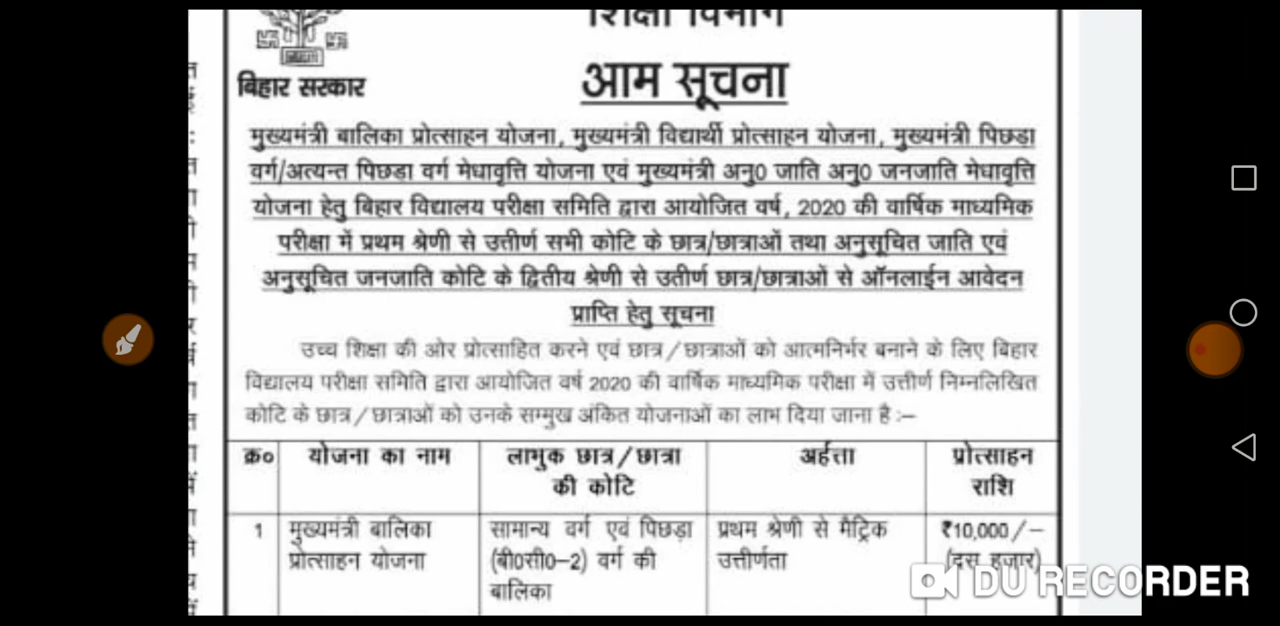 शिक्षा विभाग
बिहार सरकार
आम सूचना
मुख्यमंत्री बालिका प्रोत्साहन योजना, मुख्यमंत्री विद्यार्थी प्रोत्साहन योजना, मुख्यमंत्री पिछड़ा
वर्ग/अत्यन्त पिछड़ा वर्ग मेधावृत्ति योजना एवं मुख्यमंत्री अनु0 जाति अनु0 जनजाति मेधावृत्ति
योजना हेतु बिहार विद्यालय परीक्षा समिति द्वारा आयोजित वर्ष, 2020 की वार्षिक माध्यमिक
परीक्षा में प्रथम श्रेणी से उत्तीर्ण सभी कोटि के छात्र/छात्राओं तथा अनुसूचित जाति एवं
अनुसूचित जनजाति कोटि के द्वितीय श्रेणी से उतीर्ण छात्र/छात्राओं से ऑनलाईन आवेदन
प्राप्ति हेतु सूचना
उच्च शिक्षा की ओर प्रोत्साहित करने एवं छात्र/छात्राओं को आत्मनिर्भर बनाने के लिए बिहार
विद्यालय परीक्षा समिति द्वारा आयोजित वर्ष 2020 की वार्षिक माध्यमिक परीक्षा में उत्तीर्ण निम्नलिखित
कोटि के छात्र/छात्राओं को उनके सम्मुख अंकित योजनाओं का लाभ दिया जाना है :–
क्र० योजना का नाम लाभुक छात्र/छात्रा अर्हता प्रोत्साहन
की कोटि राशि
1 मुख्यमंत्री बालिका सामान्य वर्ग एवं पिछड़ा प्रथम श्रेणी से मैट्रिक ₹10,000/–
प्रोत्साहन योजना (बी0सी0–2) वर्ग की उत्तीर्णता (दस हजार)
बालिका
DU RECORDER